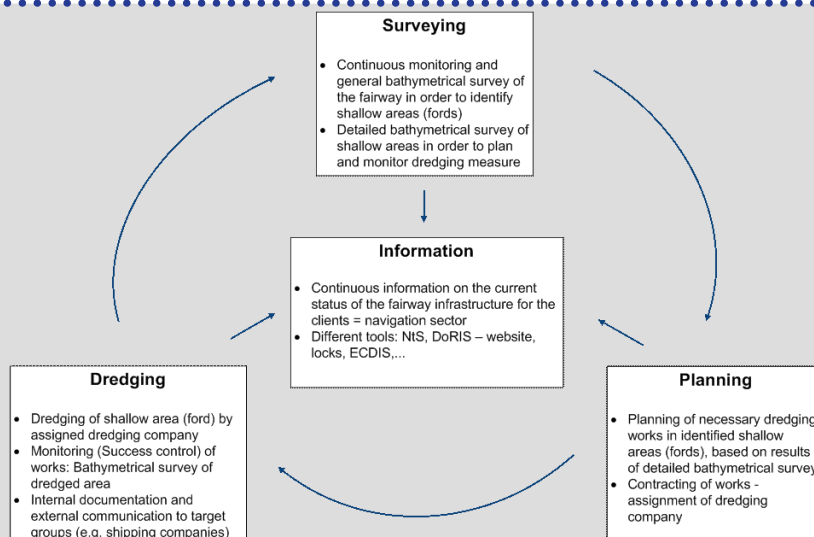 Surveying
• Continuous monitoring and
general bathymetrical survey of
the fairway in order to identify
shallow areas (fords)
• Detailed bathymetrical survey of
shallow areas in order to plan
and monitor dredging measure
Information
• Continuous information on the current
status of the fairway infrastructure for the
clients = navigation sector
• Different tools: NtS, DoRIS – website,
locks, ECDIS,...
Dredging
• Dredging of shallow area (ford) by
assigned dredging company
• Monitoring (Success control) of
works: Bathymetrical survey of
dredged area
• Internal documentation and
external communication to target
groups (e.g. shipping companies)
Planning
• Planning of necessary dredging
works in identified shallow
areas (fords), based on results
of detailed bathymetrical survey
• Contracting of works -
assignment of dredging
company